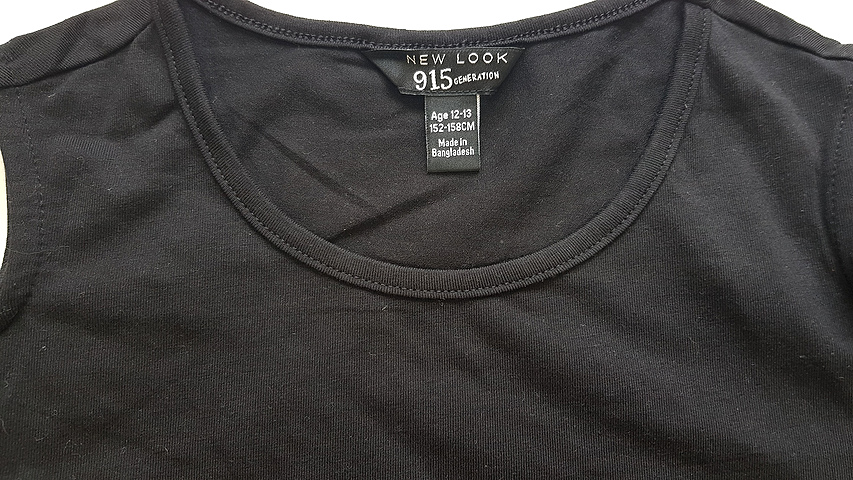 NEW LOOK
915 GENERATION
Age 12-13
152-158CM
Made in
Bangladesh